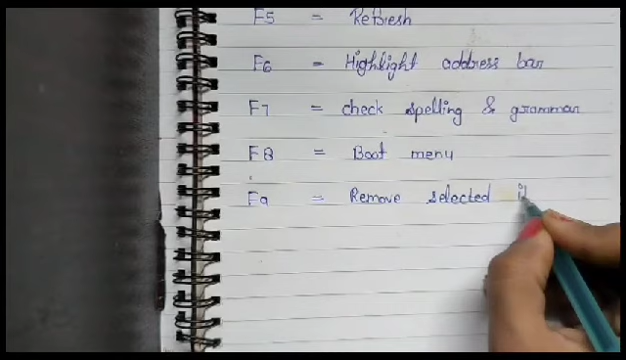 F5 = Refresh
F6 = Highlight address bar
F7 = check spelling & grammar
F8 = Boot menu
F9 = Remove selected